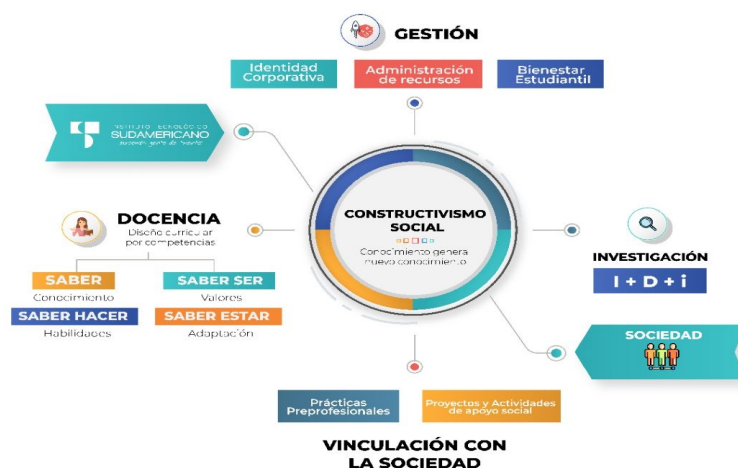 GESTIÓN
Identidad
Corporativa
Administración
de recursos
Bienestar
Estudiantil
INSTITUTO TECNOLÓGICO
SUDAMERICANO
DOCENCIA
Diseño curricular
por competencias
SABER
Conocimiento
SABER SER
Valores
SABER HACER
Habilidades
SABER ESTAR
Adaptación
CONSTRUCTIVISMO
SOCIAL
Conocimiento genera
nuevo conocimiento
INVESTIGACIÓN
I + D + i
SOCIEDAD
Prácticas
Preprofesionales
Proyectos y Actividades
de apoyo social
VINCULACIÓN CON
LA SOCIEDAD